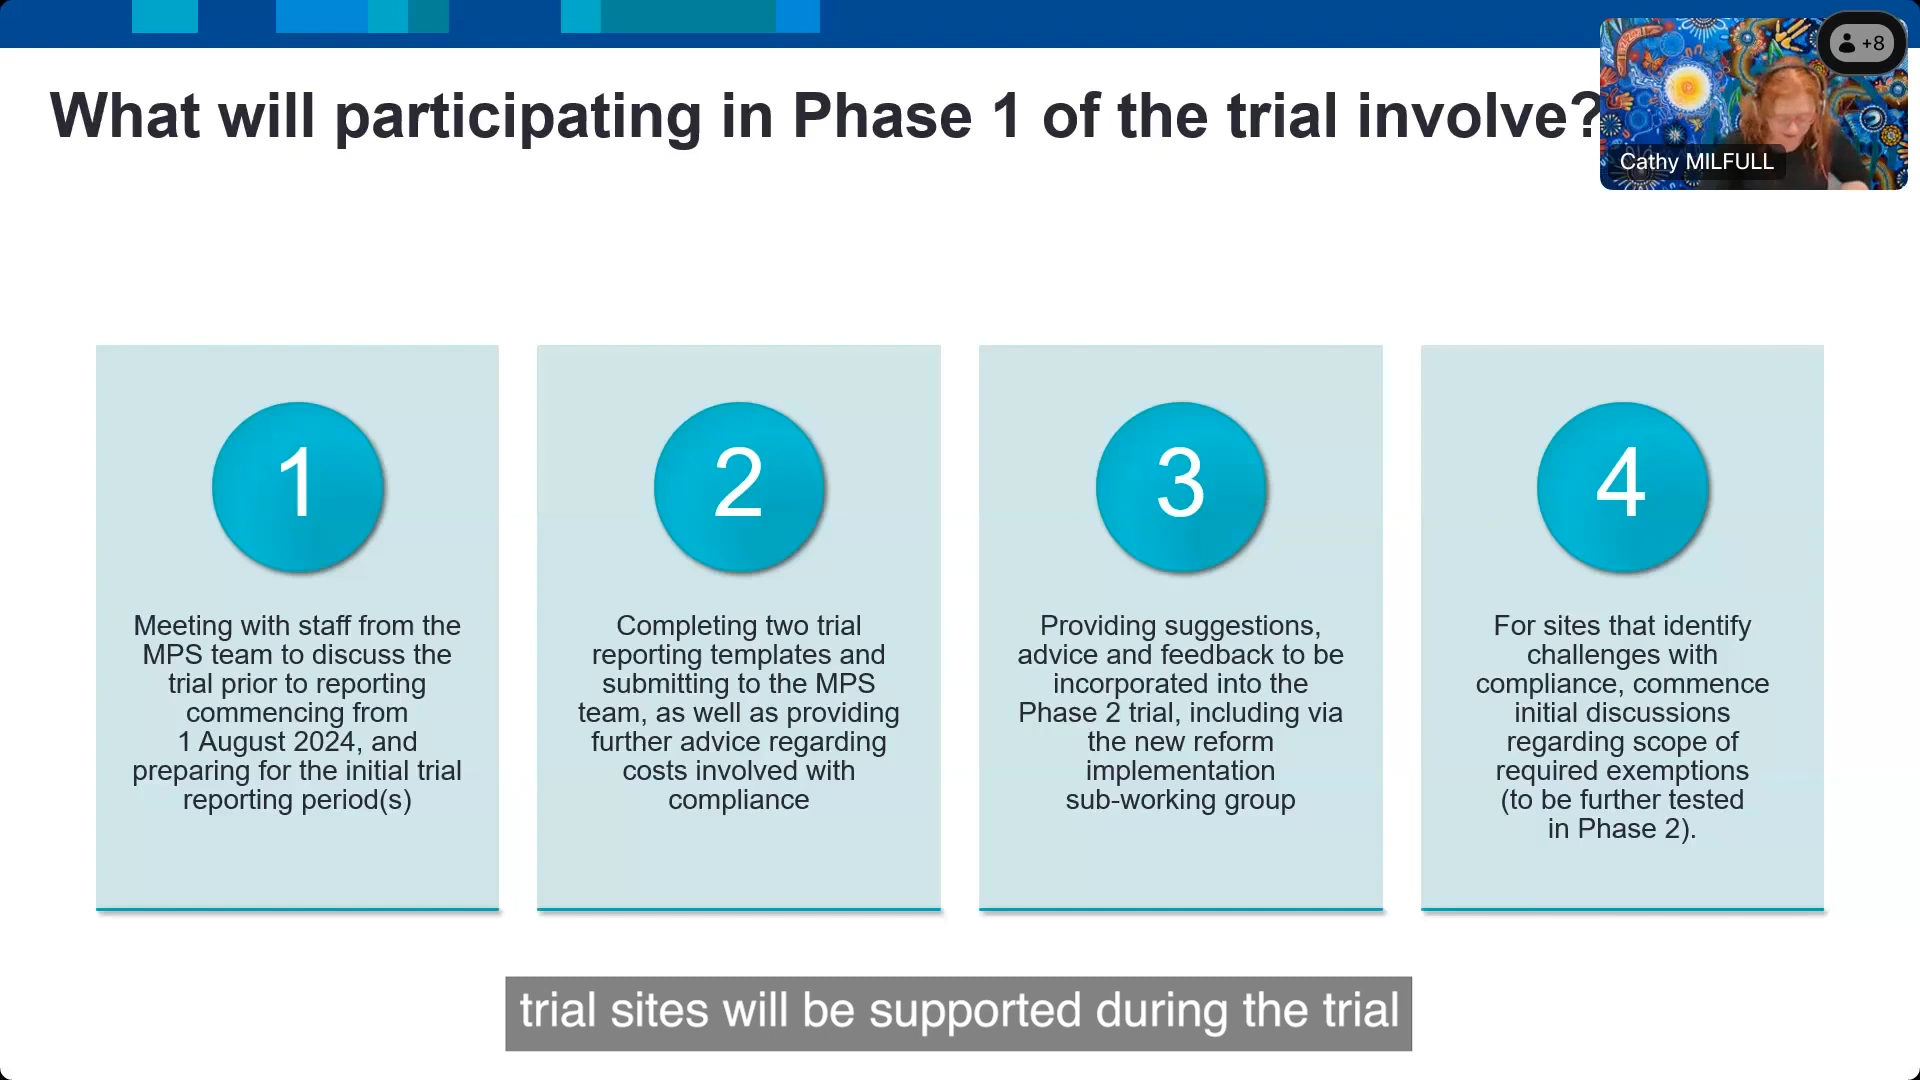 What will participating in Phase 1 of the trial involve?
+8
Cathy MILFULL
1
Meeting with staff from the
MPS team to discuss the
trial prior to reporting
commencing from
1 August 2024, and
preparing for the initial trial
reporting period(s)
2
Completing two trial
reporting templates and
submitting to the MPS
team, as well as providing
further advice regarding
costs involved with
compliance
3
Providing suggestions,
advice and feedback to be
incorporated into the
Phase 2 trial, including via
the new reform
implementation
sub-working group
4
For sites that identify
challenges with
compliance, commence
initial discussions
regarding scope of
required exemptions
(to be further tested
in Phase 2).
trial sites will be supported during the trial